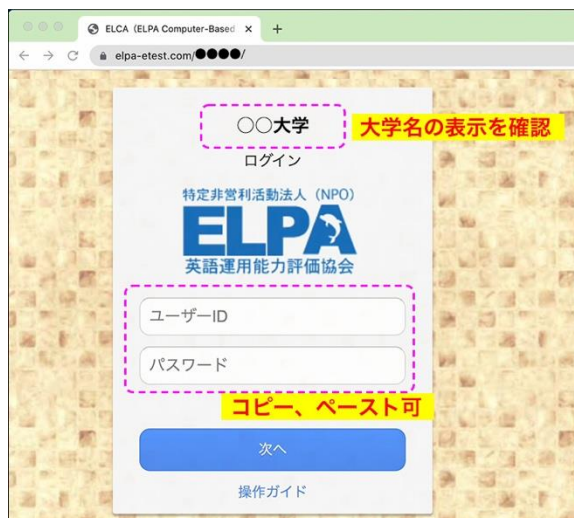 ELCA (ELPA Computer-Based
elpa-etest.com/●●●●/
○○大学
大学名の表示を確認
ログイン
特定非営利活動法人（NPO）
ELPA
英語運用能力評価協会
ユーザーID
パスワード
コピー、ペースト可
次へ
操作ガイド